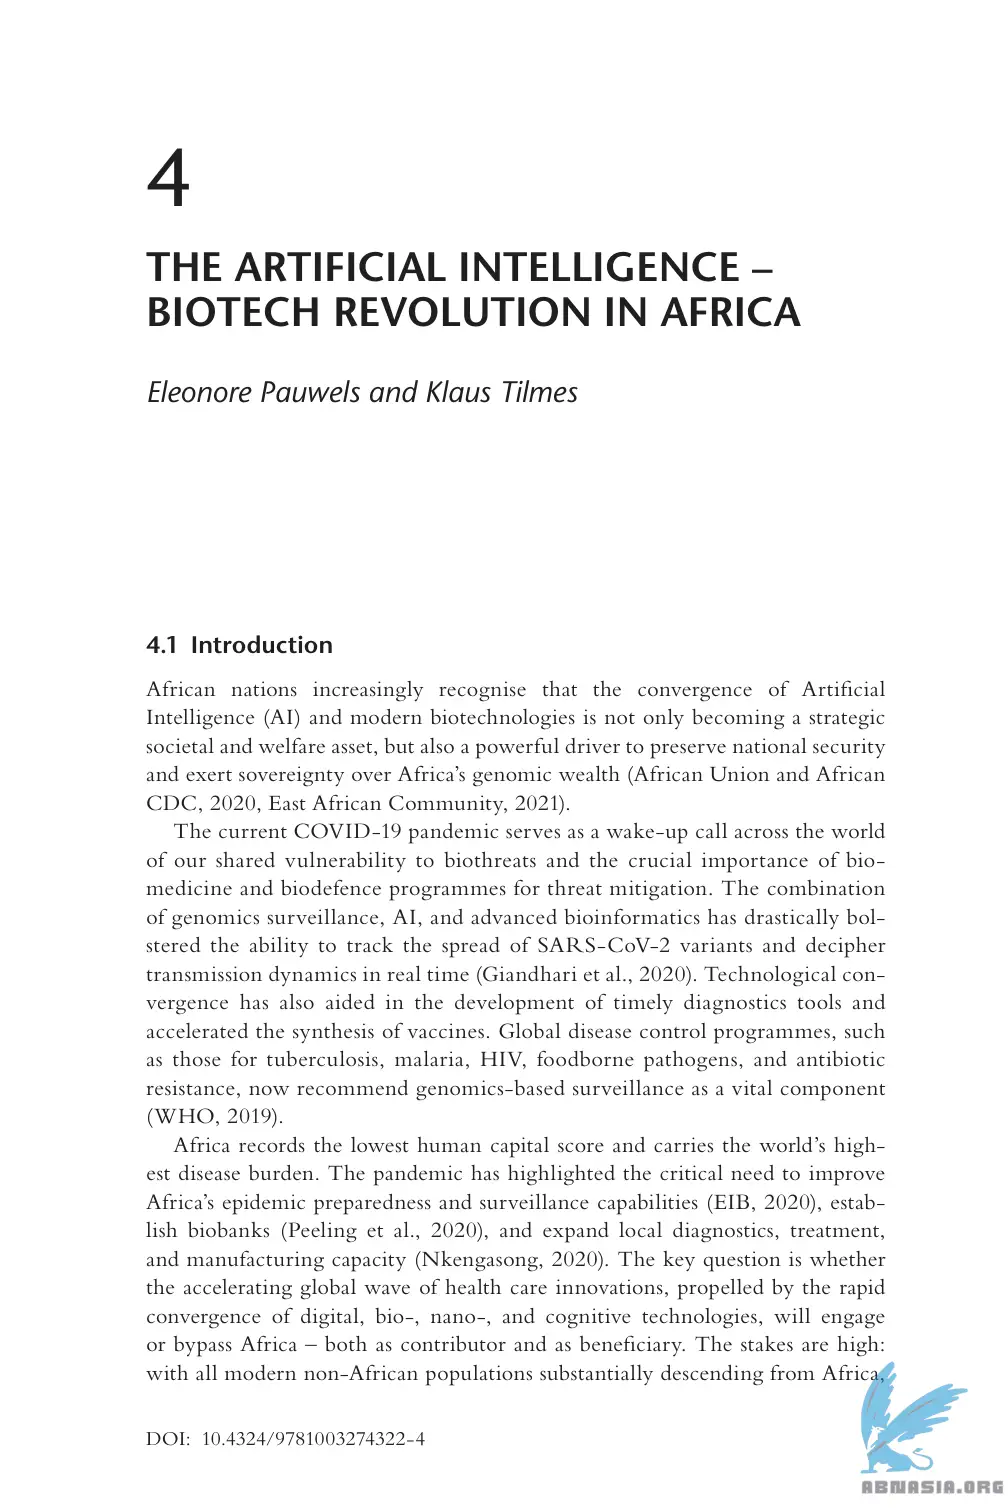 4
THE ARTIFICIAL INTELLIGENCE –
BIOTECH REVOLUTION IN AFRICA
Eleonore Pauwels and Klaus Tilmes
4.1 Introduction
African nations increasingly recognise that the convergence of Artificial
Intelligence (AI) and modern biotechnologies is not only becoming a strategic
societal and welfare asset, but also a powerful driver to preserve national security
and exert sovereignty over Africa’s genomic wealth (African Union and African
CDC, 2020, East African Community, 2021).
The current COVID-19 pandemic serves as a wake-up call across the world
of our shared vulnerability to biothreats and the crucial importance of bio-
medicine and biodefence programmes for threat mitigation. The combination
of genomics surveillance, AI, and advanced bioinformatics has drastically bol-
stered the ability to track the spread of SARS-CoV-2 variants and decipher
transmission dynamics in real time (Giandhari et al., 2020). Technological con-
vergence has also aided in the development of timely diagnostics tools and
accelerated the synthesis of vaccines. Global disease control programmes, such
as those for tuberculosis, malaria, HIV, foodborne pathogens, and antibiotic
resistance, now recommend genomics-based surveillance as a vital component
(WHO, 2019).
Africa records the lowest human capital score and carries the world’s high-
est disease burden. The pandemic has highlighted the critical need to improve
Africa’s epidemic preparedness and surveillance capabilities (EIB, 2020), estab-
lish biobanks (Peeling et al., 2020), and expand local diagnostics, treatment,
and manufacturing capacity (Nkengasong, 2020). The key question is whether
the accelerating global wave of health care innovations, propelled by the rapid
convergence of digital, bio-, nano-, and cognitive technologies, will engage
or bypass Africa – both as contributor and as beneficiary. The stakes are high:
with all modern non-African populations substantially descending from Africa,
DOI: 10.4324/9781003274322-4
ABNASIA.ORG